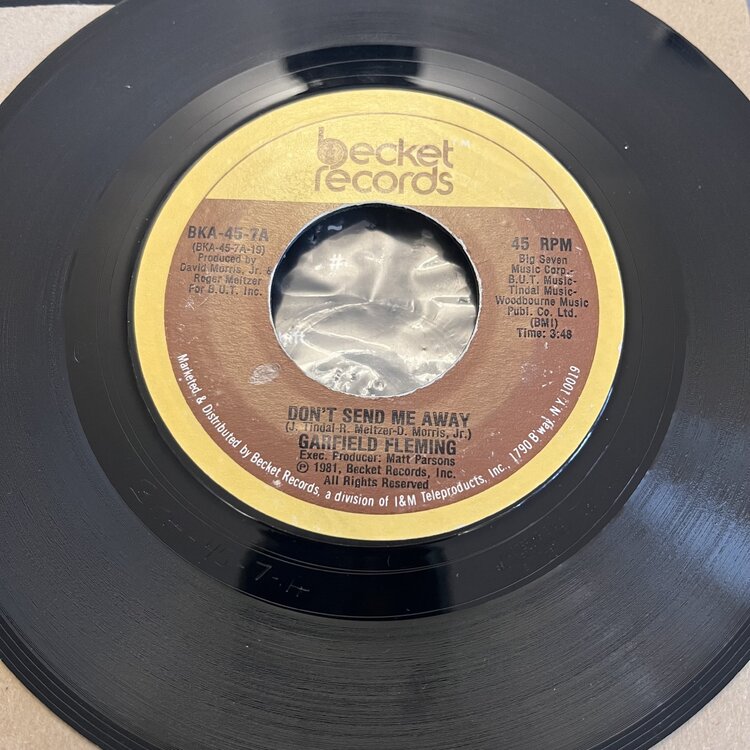 becket
TM
records
BKA-45-7A
(BKA-45-7A-19)
Produced by
David Morris, Jr. &
Roger Meltzer
For B.U.T. Inc.
45 RPM
Big Seven
Music Corp.-
B.U.T. Music-
Tindal Music-
Woodbourne Music
Publ. Co. Ltd.
(BMI)
Time: 3:48
DON'T SEND ME AWAY
(J. Tindal-R. Meltzer-D. Morris, Jr.)
GARFIELD FLEMING
Exec. Producer: Matt Parsons
℗ 1981, Becket Records, Inc.
All Rights Reserved
Marketed & Distributed by Becket Records, a division of I&M Teleproducts, Inc., 1790 B'way, N.Y. 10019